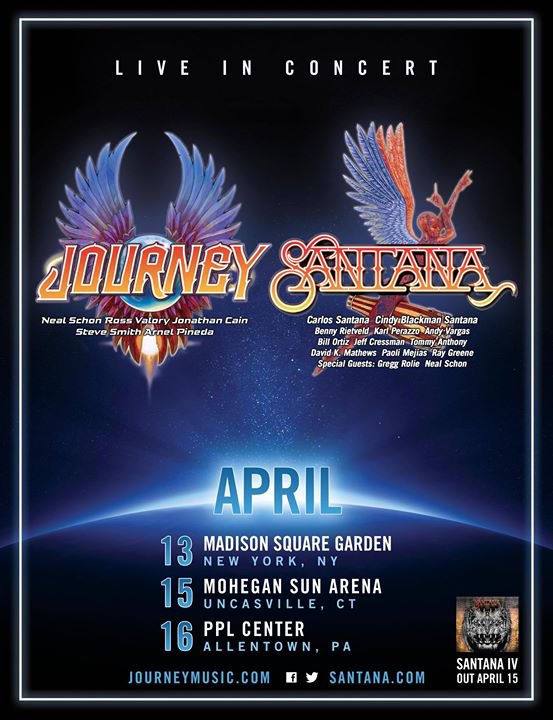 LIVE IN CONCERT
JOURNEY
Neal Schon Ross Valory Jonathan Cain
Steve Smith Arnel Pineda
SANTANA
Carlos Santana Cindy Blackman Santana
Benny Rietveld Karl Perazzo Andy Vargas
Bill Ortiz Jeff Cressman Tommy Anthony
David K. Mathews Paoli Mejias Ray Greene
Special Guests: Gregg Rolie Neal Schon
APRIL
13 MADISON SQUARE GARDEN
NEW YORK, NY
15 MOHEGAN SUN ARENA
UNCASVILLE, CT
16 PPL CENTER
ALLENTOWN, PA
SANTANA
SANTANA IV
OUT APRIL 15
JOURNEYMUSIC.COM
SANTANA.COM